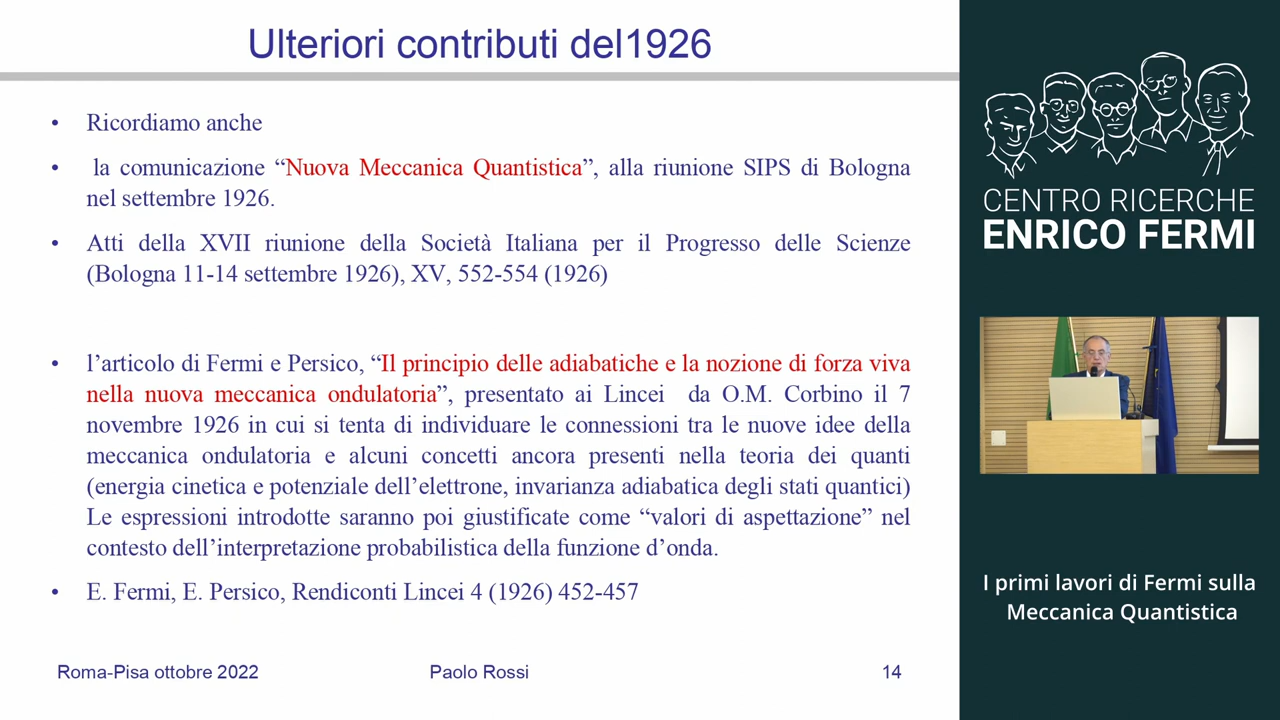 Ulteriori contributi del1926
• Ricordiamo anche
• la comunicazione “Nuova Meccanica Quantistica”, alla riunione SIPS di Bologna
nel settembre 1926.
• Atti della XVII riunione della Società Italiana per il Progresso delle Scienze
(Bologna 11-14 settembre 1926), XV, 552-554 (1926)
• l’articolo di Fermi e Persico, “Il principio delle adiabatiche e la nozione di forza viva
nella nuova meccanica ondulatoria”, presentato ai Lincei da O.M. Corbino il 7
novembre 1926 in cui si tenta di individuare le connessioni tra le nuove idee della
meccanica ondulatoria e alcuni concetti ancora presenti nella teoria dei quanti
(energia cinetica e potenziale dell’elettrone, invarianza adiabatica degli stati quantici)
Le espressioni introdotte saranno poi giustificate come “valori di aspettazione” nel
contesto dell’interpretazione probabilistica della funzione d’onda.
• E. Fermi, E. Persico, Rendiconti Lincei 4 (1926) 452-457
Roma-Pisa ottobre 2022
Paolo Rossi
14
CENTRO RICERCHE
ENRICO FERMI
I primi lavori di Fermi sulla
Meccanica Quantistica